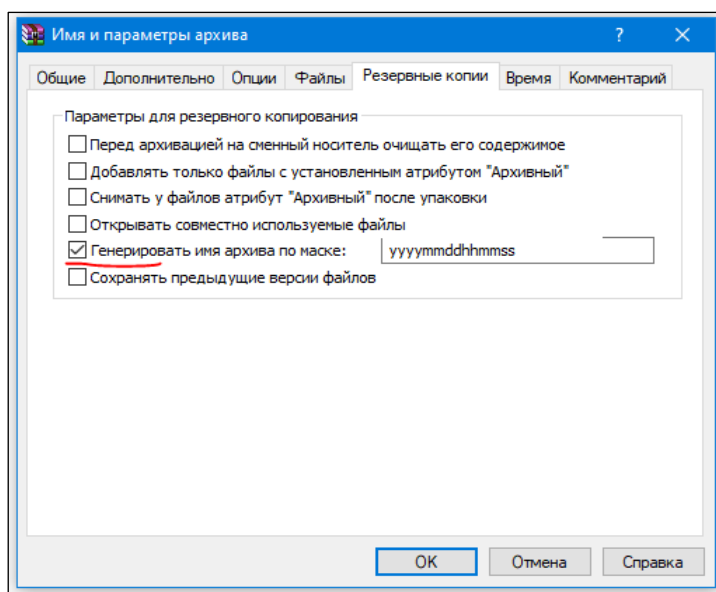 Имя и параметры архива
Общие Дополнительно Опции Файлы Резервные копии Время Комментарий
Параметры для резервного копирования
Перед архивацией на сменный носитель очищать его содержимое
Добавлять только файлы с установленным атрибутом "Архивный"
Снимать у файлов атрибут "Архивный" после упаковки
Открывать совместно используемые файлы
Генерировать имя архива по маске: yyyymmddhhmmss
Сохранять предыдущие версии файлов
OK Отмена Справка